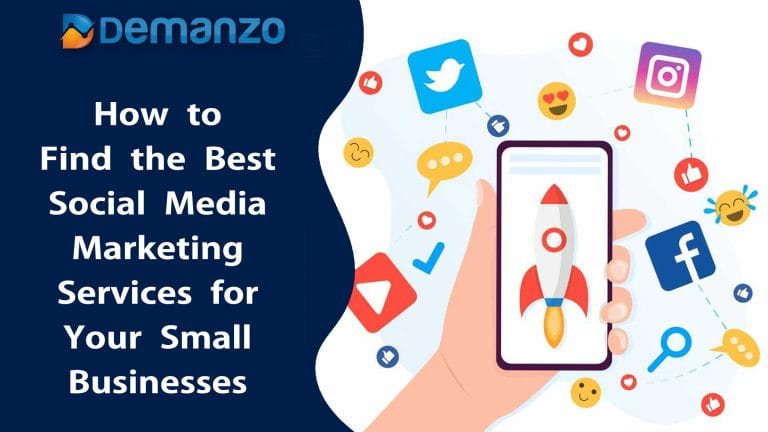 Demanzo
How to
Find the Best
Social Media
Marketing
Services for
Your Small
Businesses